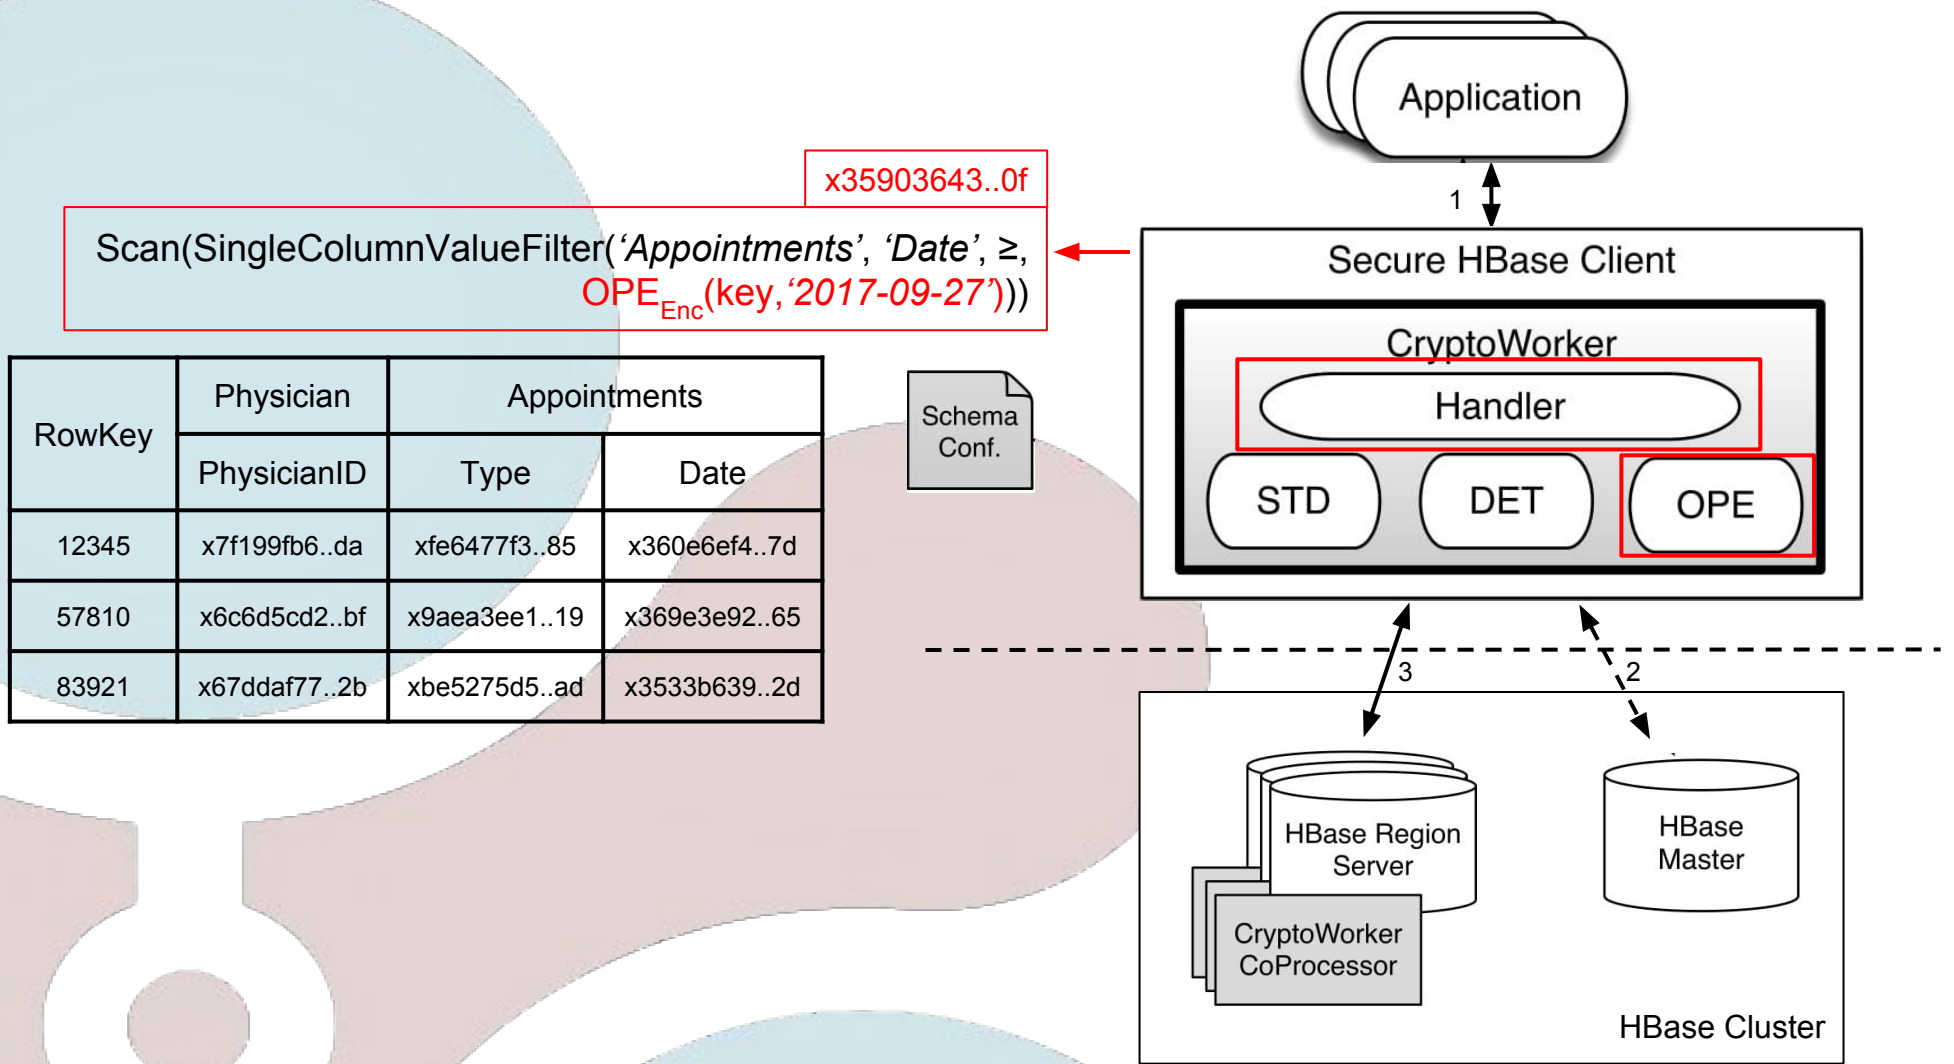 Application
1
x35903643..0f
Scan(SingleColumnValueFilter(‘Appointments’, ‘Date’, ≥,
OPEEnc(key,‘2017-09-27’)))
Secure HBase Client
CryptoWorker
Handler
STD DET OPE
RowKey Physician Appointments
PhysicianID Type Date
12345 x7f199fb6..da xfe6477f3..85 x360e6ef4..7d
57810 x6c6d5cd2..bf x9aea3ee1..19 x369e3e92..65
83921 x67ddaf77..2b xbe5275d5..ad x3533b639..2d
Schema
Conf.
3 2
HBase Region
Server
HBase
Master
CryptoWorker
CoProcessor
HBase Cluster